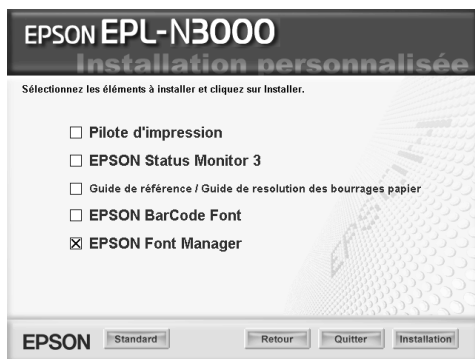 EPSON EPL-N3000
Installation personnalisée
Sélectionnez les éléments à installer et cliquez sur Installer.
Pilote d'impression
EPSON Status Monitor 3
Guide de référence / Guide de resolution des bourrages papier
EPSON BarCode Font
EPSON Font Manager
EPSON
EPSON Standard Retour Quitter Installation